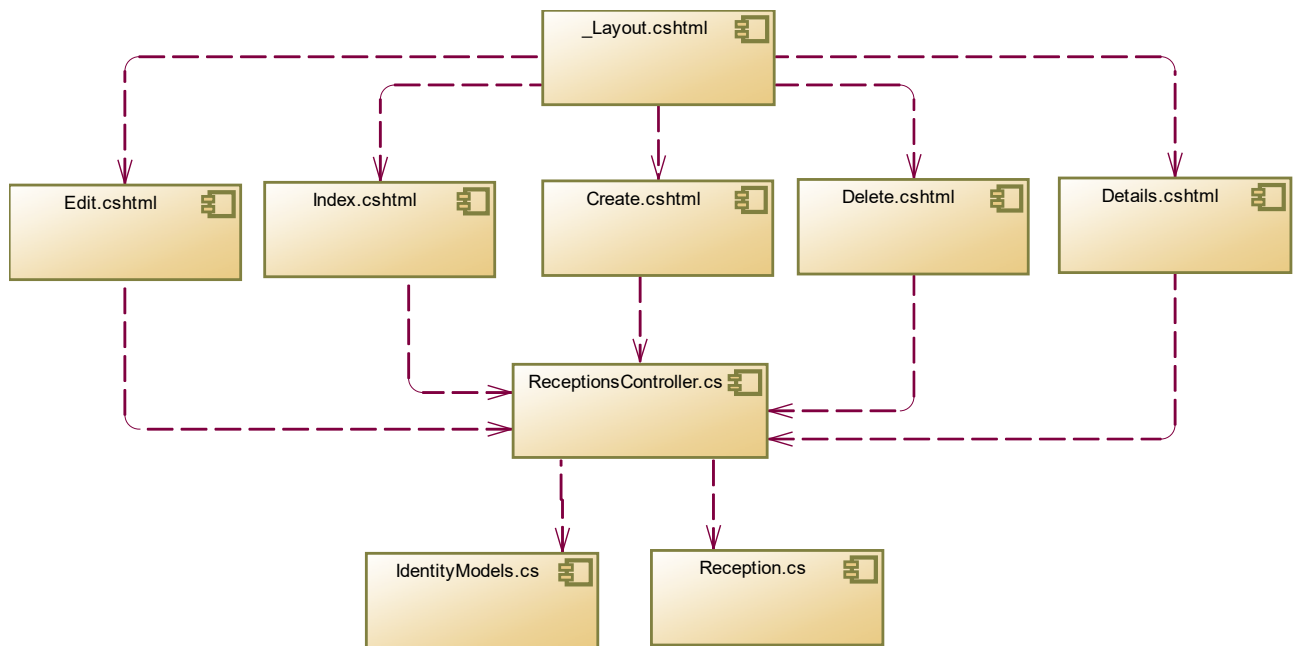 _Layout.cshtml
Edit.cshtml
Index.cshtml
Create.cshtml
Delete.cshtml
Details.cshtml
ReceptionsController.cs
IdentityModels.cs
Reception.cs